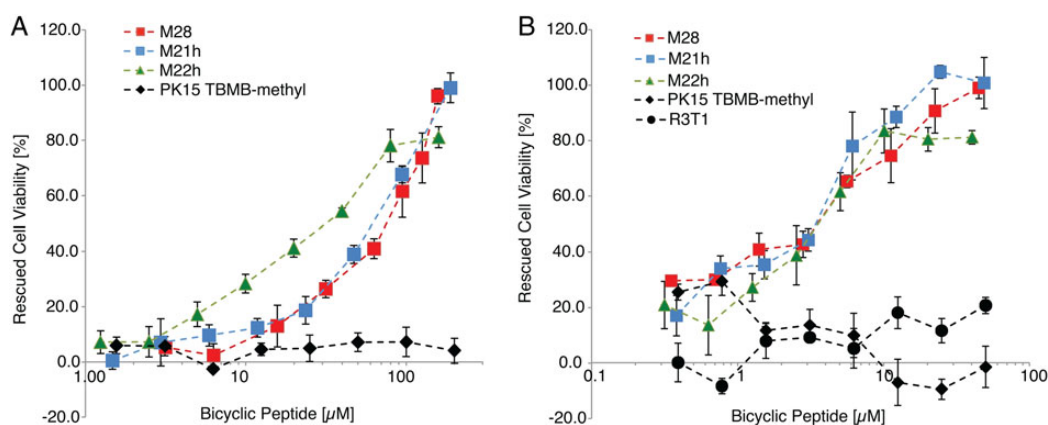 A
120.0
100.0
80.0
60.0
40.0
20.0
0.0
-20.0
Rescued Cell Viability [%]
M28
M21h
M22h
PK15 TBMB-methyl
1.00
10
100
Bicyclic Peptide [µM]
B
120.0
100.0
80.0
60.0
40.0
20.0
0.0
-20.0
Rescued Cell Viability [%]
M28
M21h
M22h
PK15 TBMB-methyl
R3T1
0.1
1
10
100
Bicyclic Peptide [µM]